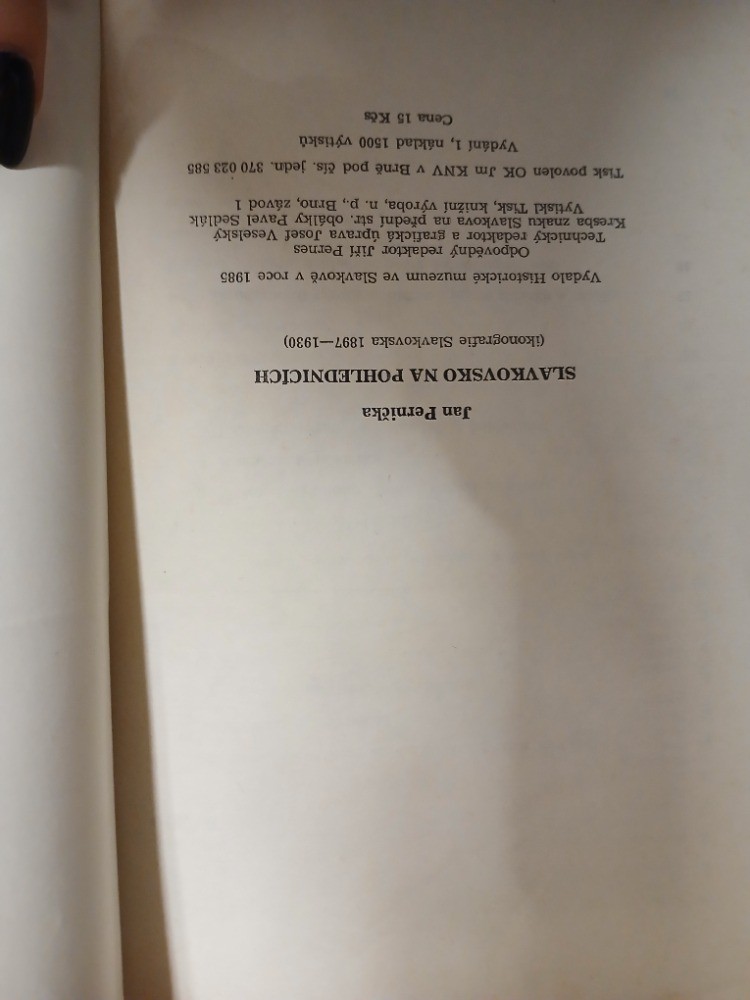 Jan Pernička
SLAVKOVSKO NA POHLEDNICÍCH
(ikonografie Slavkovska 1897—1930)
Vydalo Historické muzeum ve Slavkově v roce 1985
Odpovědný redaktor Jiří Pernes
Technický redaktor a grafická úprava Josef Veselský
Kresba znaku Slavkova na přední str. obálky Pavel Sedlák
Vytiskl Tisk, knižní výroba, n. p., Brno, závod 1
Tisk povolen OK Jm KNV v Brně pod čís. jedn. 370 023 585
Vydání 1, náklad 1500 výtisků
Cena 15 Kčs